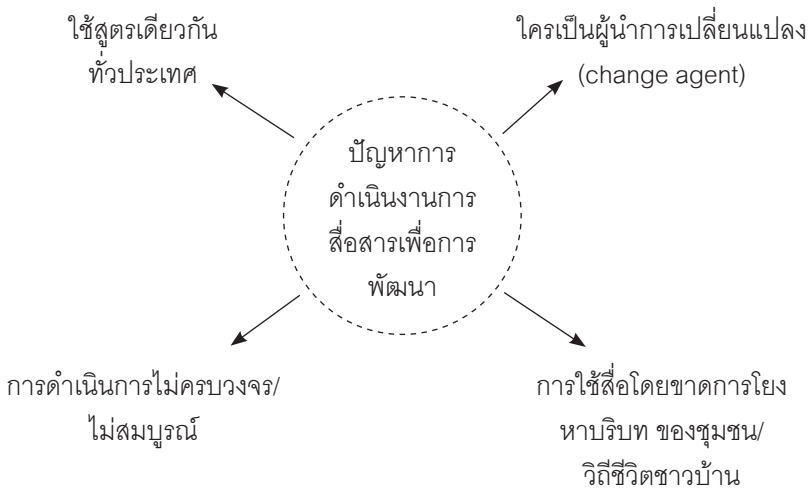 ใช้สูตรเดียวกัน
ทั่วประเทศ
ใครเป็นผู้นำการเปลี่ยนแปลง
(change agent)
ปัญหาการ
ดำเนินงานการ
สื่อสารเพื่อการ
พัฒนา
การดำเนินการไม่ครบวงจร/
ไม่สมบูรณ์
การใช้สื่อโดยขาดการโยง
หาบริบท ของชุมชน/
วิถีชีวิตชาวบ้าน